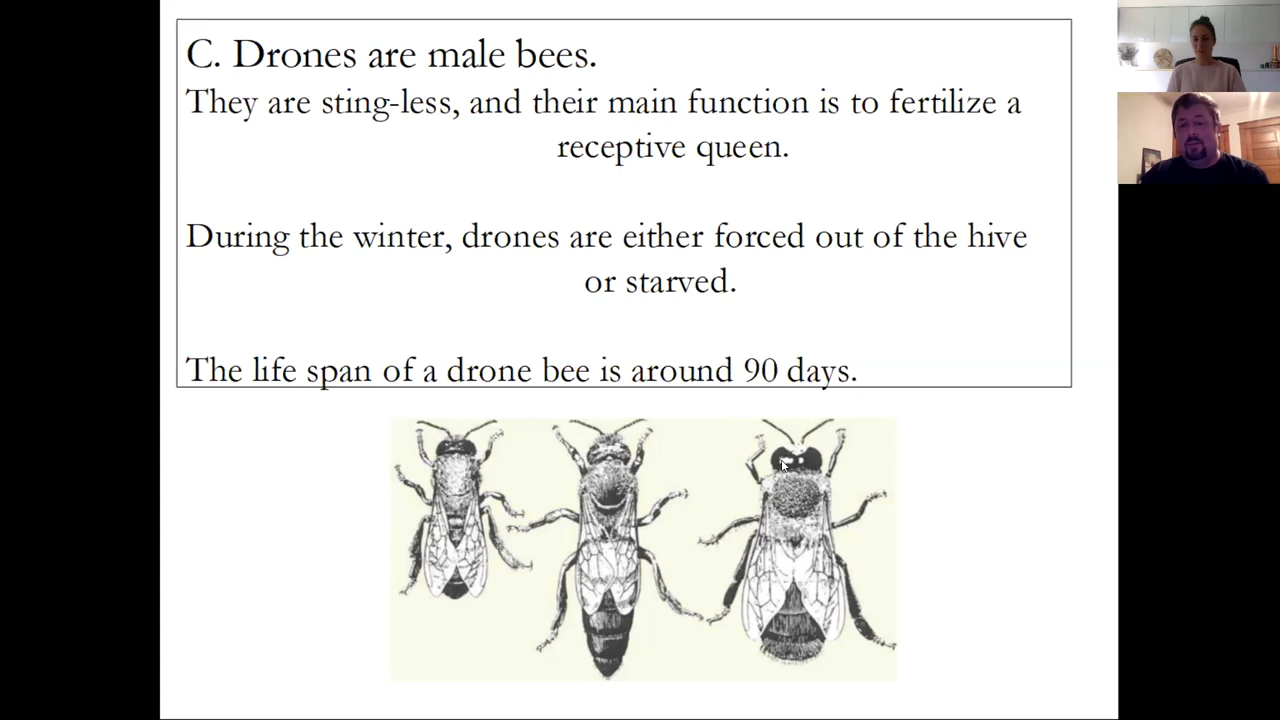 C. Drones are male bees.
They are sting-less, and their main function is to fertilize a
receptive queen.
During the winter, drones are either forced out of the hive
or starved.
The life span of a drone bee is around 90 days.